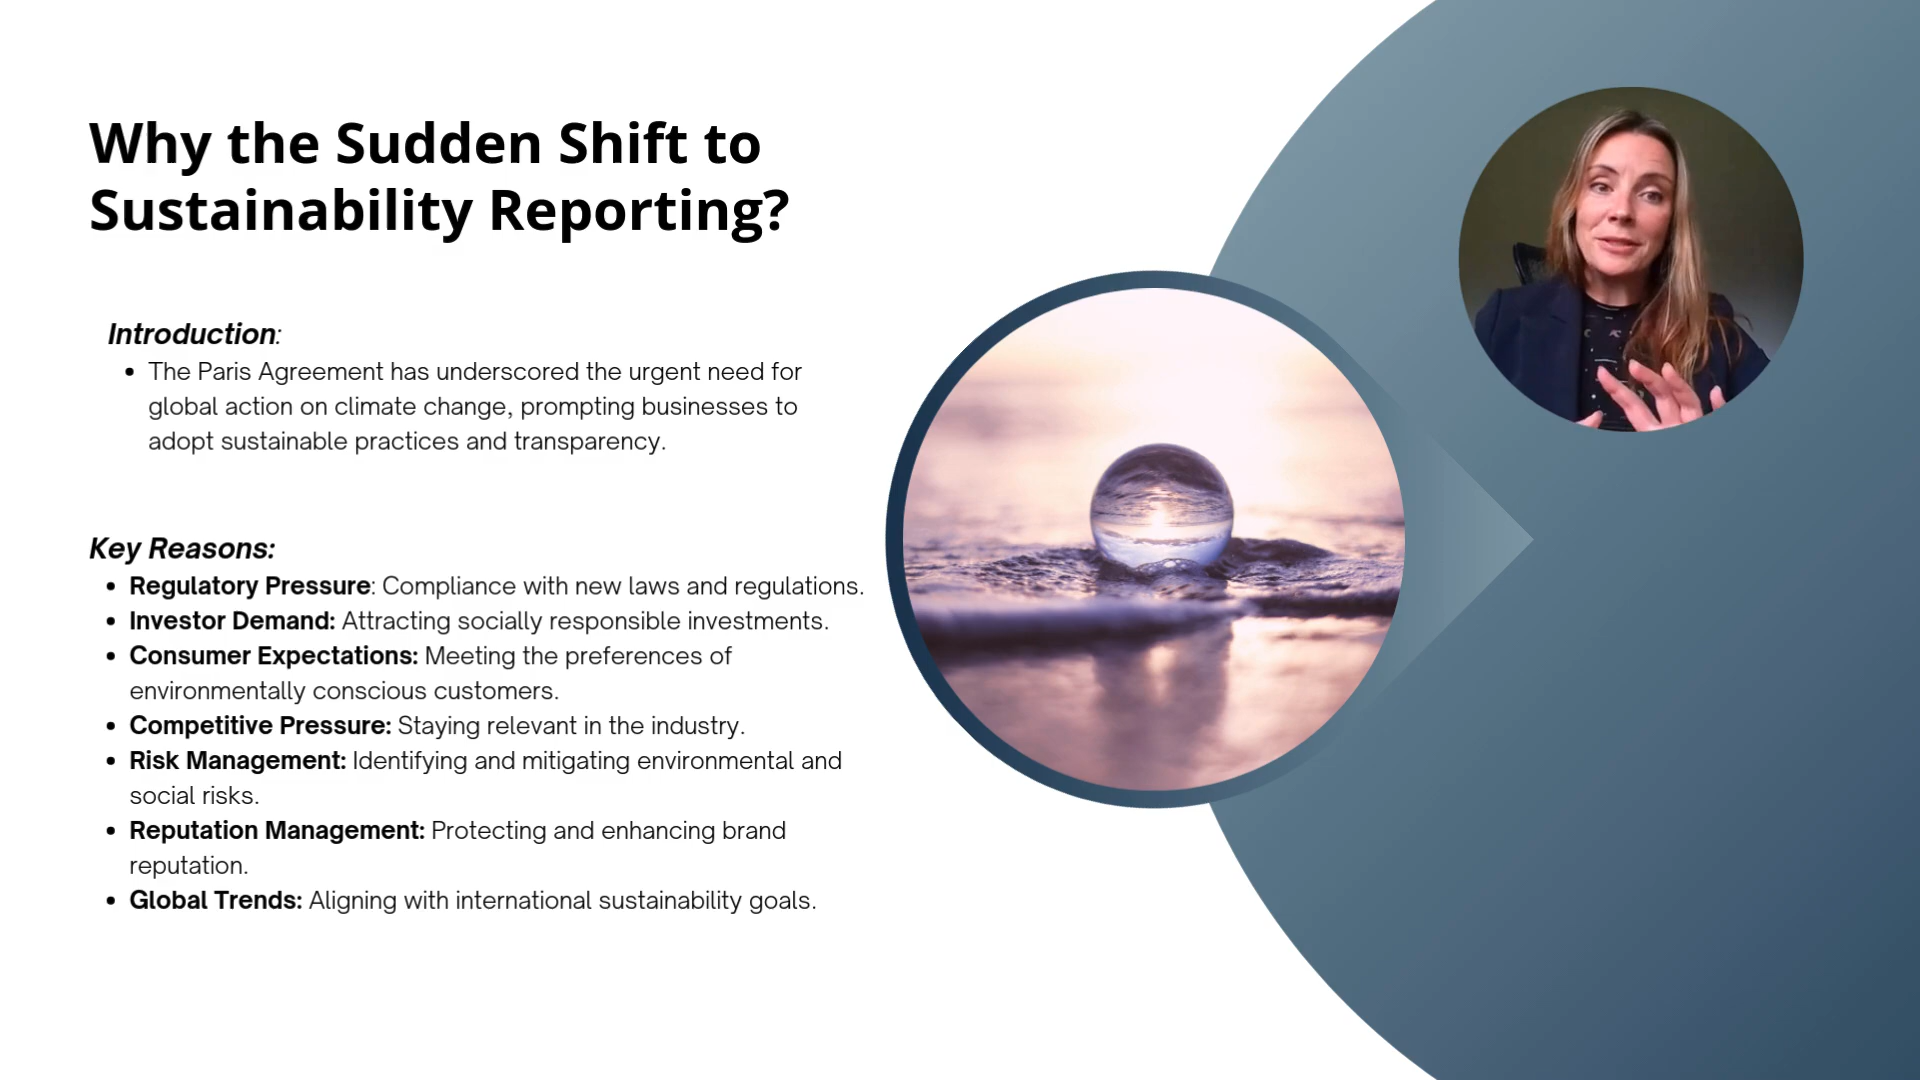 Why the Sudden Shift to
Sustainability Reporting?
Introduction:
• The Paris Agreement has underscored the urgent need for
global action on climate change, prompting businesses to
adopt sustainable practices and transparency.
Key Reasons:
• Regulatory Pressure: Compliance with new laws and regulations.
• Investor Demand: Attracting socially responsible investments.
• Consumer Expectations: Meeting the preferences of
environmentally conscious customers.
• Competitive Pressure: Staying relevant in the industry.
• Risk Management: Identifying and mitigating environmental and
social risks.
• Reputation Management: Protecting and enhancing brand
reputation.
• Global Trends: Aligning with international sustainability goals.